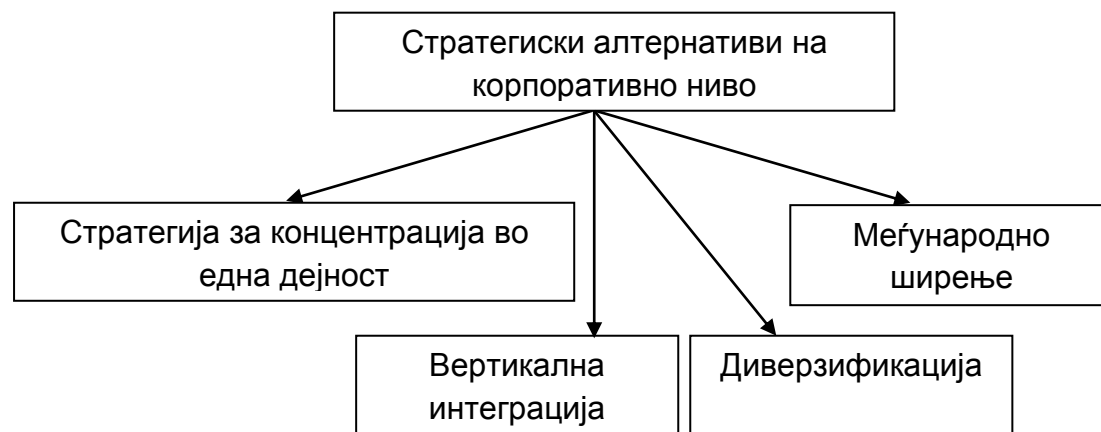 Стратегиски алтернативи на
корпоративно ниво
Стратегија за концентрација во
една дејност
Меѓународно
ширење
Вертикална
интеграција
Диверзификација